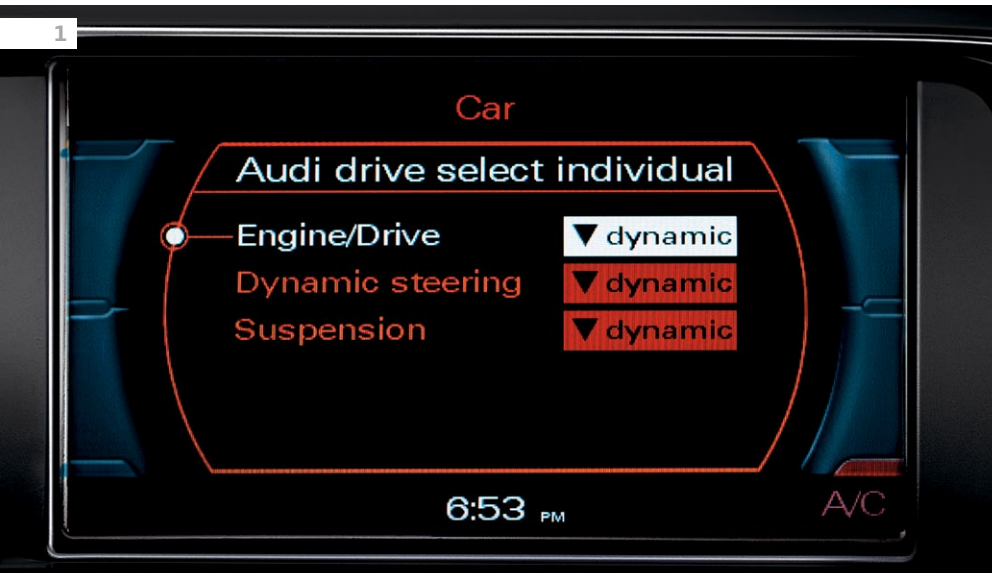 1
Car
Audi drive select individual
Engine/Drive ▼ dynamic
Dynamic steering ▼ dynamic
Suspension ▼ dynamic
6:53 PM
A/C